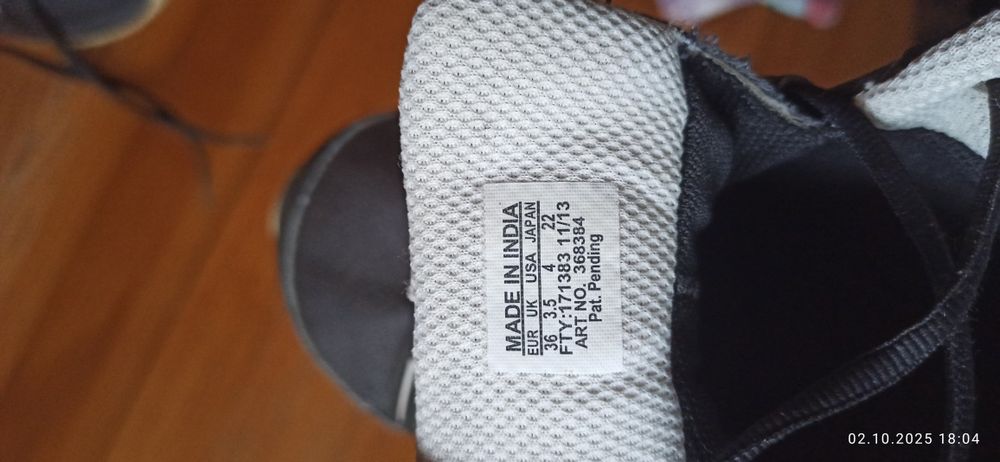 MADE IN INDIA
EUR UK USA JAPAN
36 3.5 4 22
FTY:171383 11/13
ART NO. 368384
Pat. Pending
02.10.2025 18:04